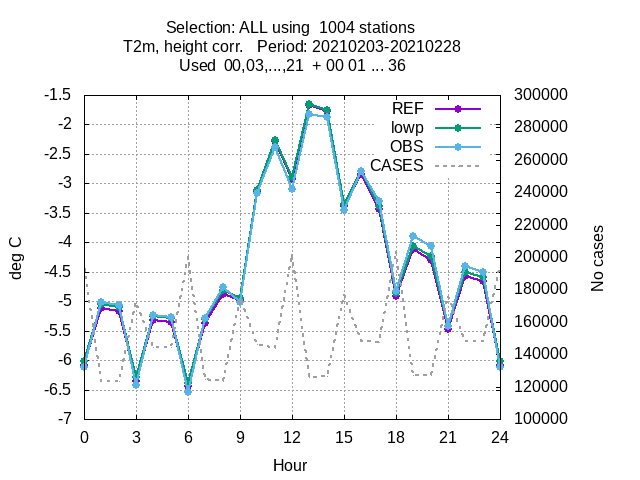 Selection: ALL using  1004 stations
T2m, height corr.   Period: 20210203-20210228
Used  00,03,...,21  + 00 01 ... 36
-1.5
-2
-2.5
-3
-3.5
-4
-4.5
-5
-5.5
-6
-6.5
-7
deg C
REF
lowp
OBS
CASES
300000
280000
260000
240000
220000
200000
180000
160000
140000
120000
100000
No cases
0 3 6 9 12 15 18 21 24
Hour